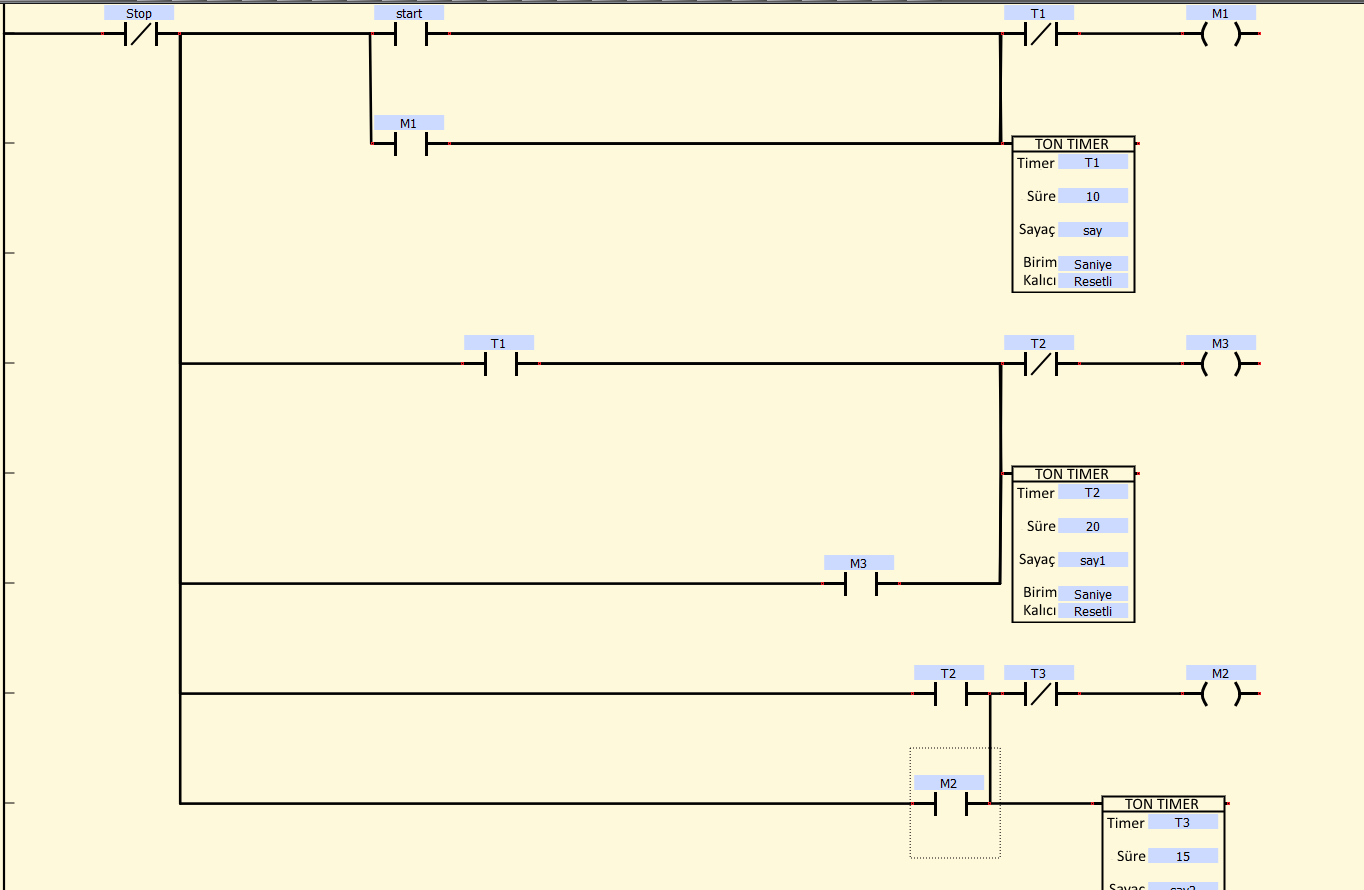 Stop
start
T1
M1
M1
TON TIMER
Timer T1
Süre 10
Sayaç say
Birim Saniye
Kalıcı Resetli
T1
T2
M3
TON TIMER
Timer T2
Süre 20
Sayaç say1
Birim Saniye
Kalıcı Resetli
M3
T2
T3
M2
M2
TON TIMER
Timer T3
Süre 15
Sayaç say2